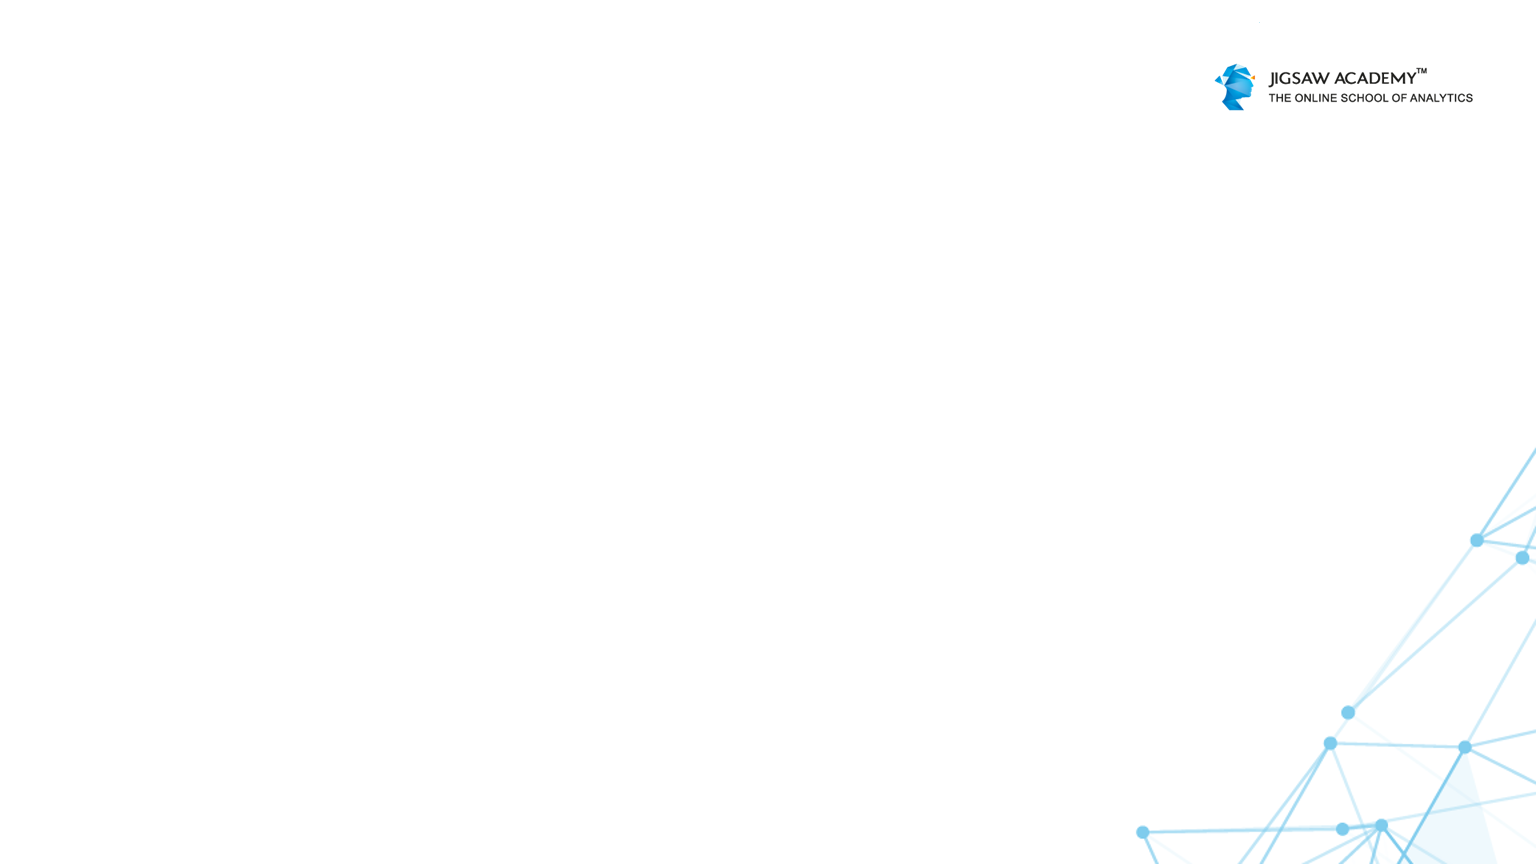 JIGSAW ACADEMY™
THE ONLINE SCHOOL OF ANALYTICS